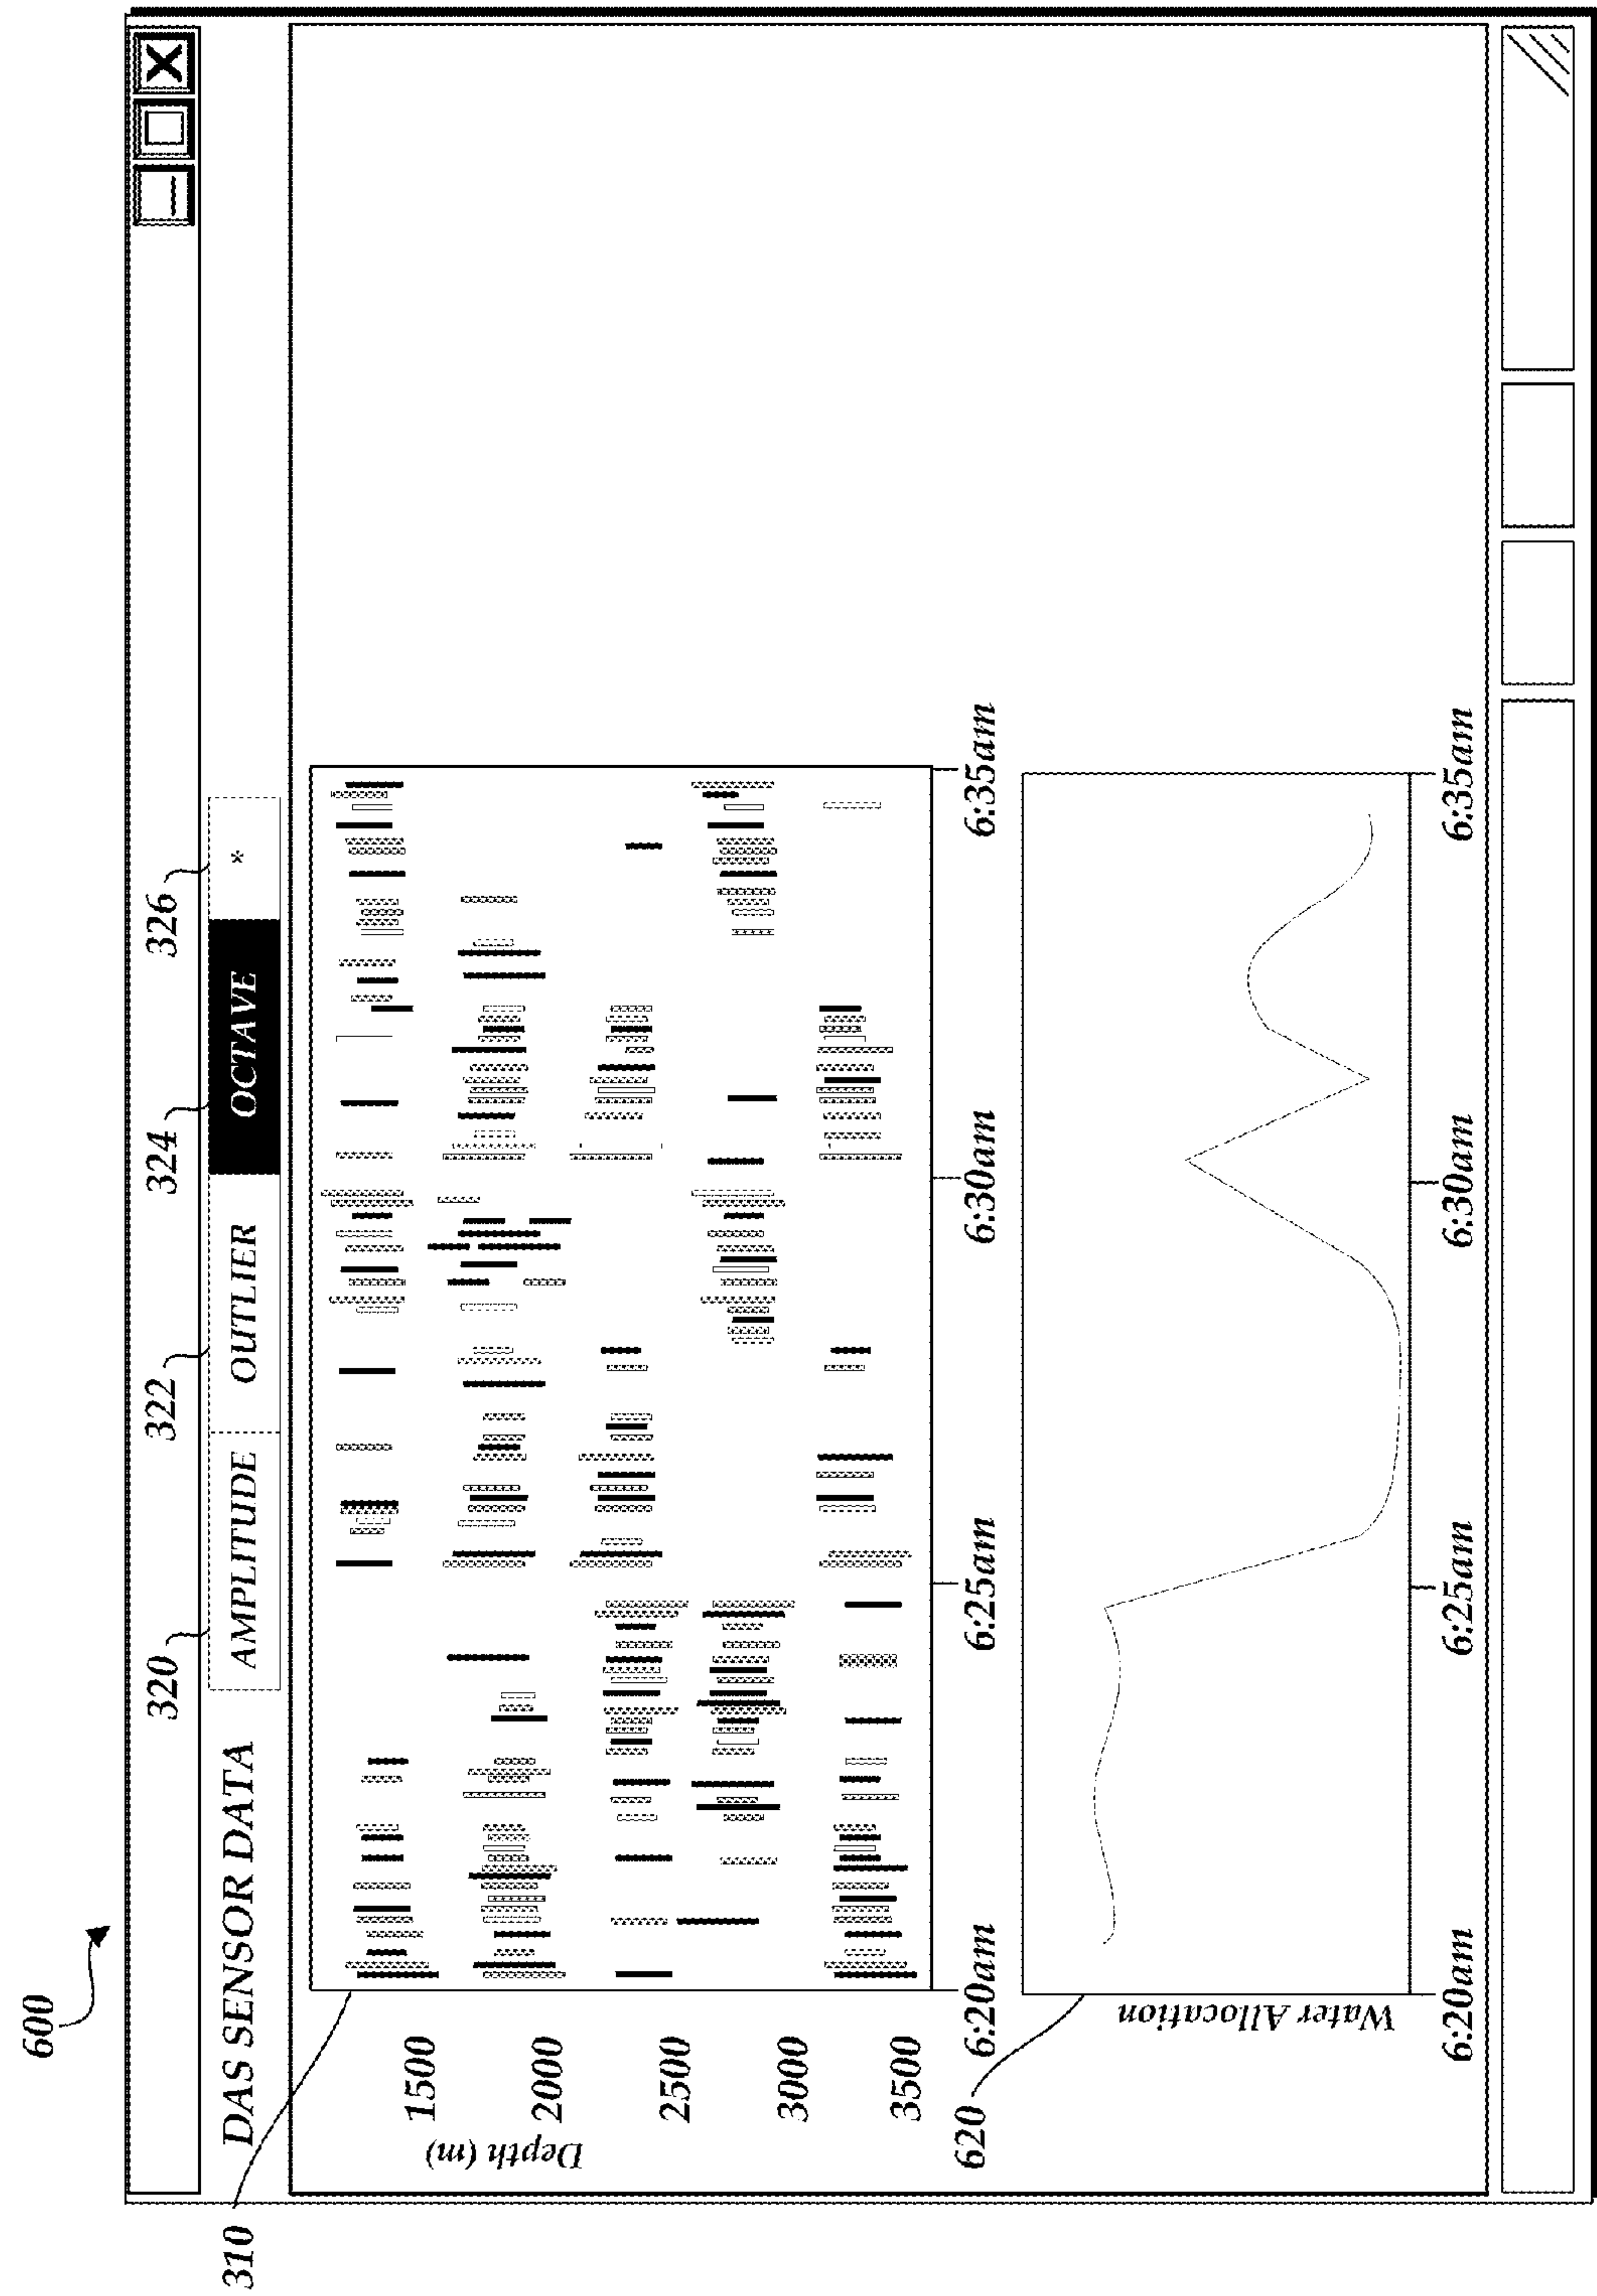 600
320
322
324
326
DAS SENSOR DATA
AMPLITUDE
OUTLIER
OCTAVE
*
310
Depth (m)
1500
2000
2500
3000
3500
6:20am
6:25am
6:30am
6:35am
620
Water Allocation
6:20am
6:25am
6:30am
6:35am